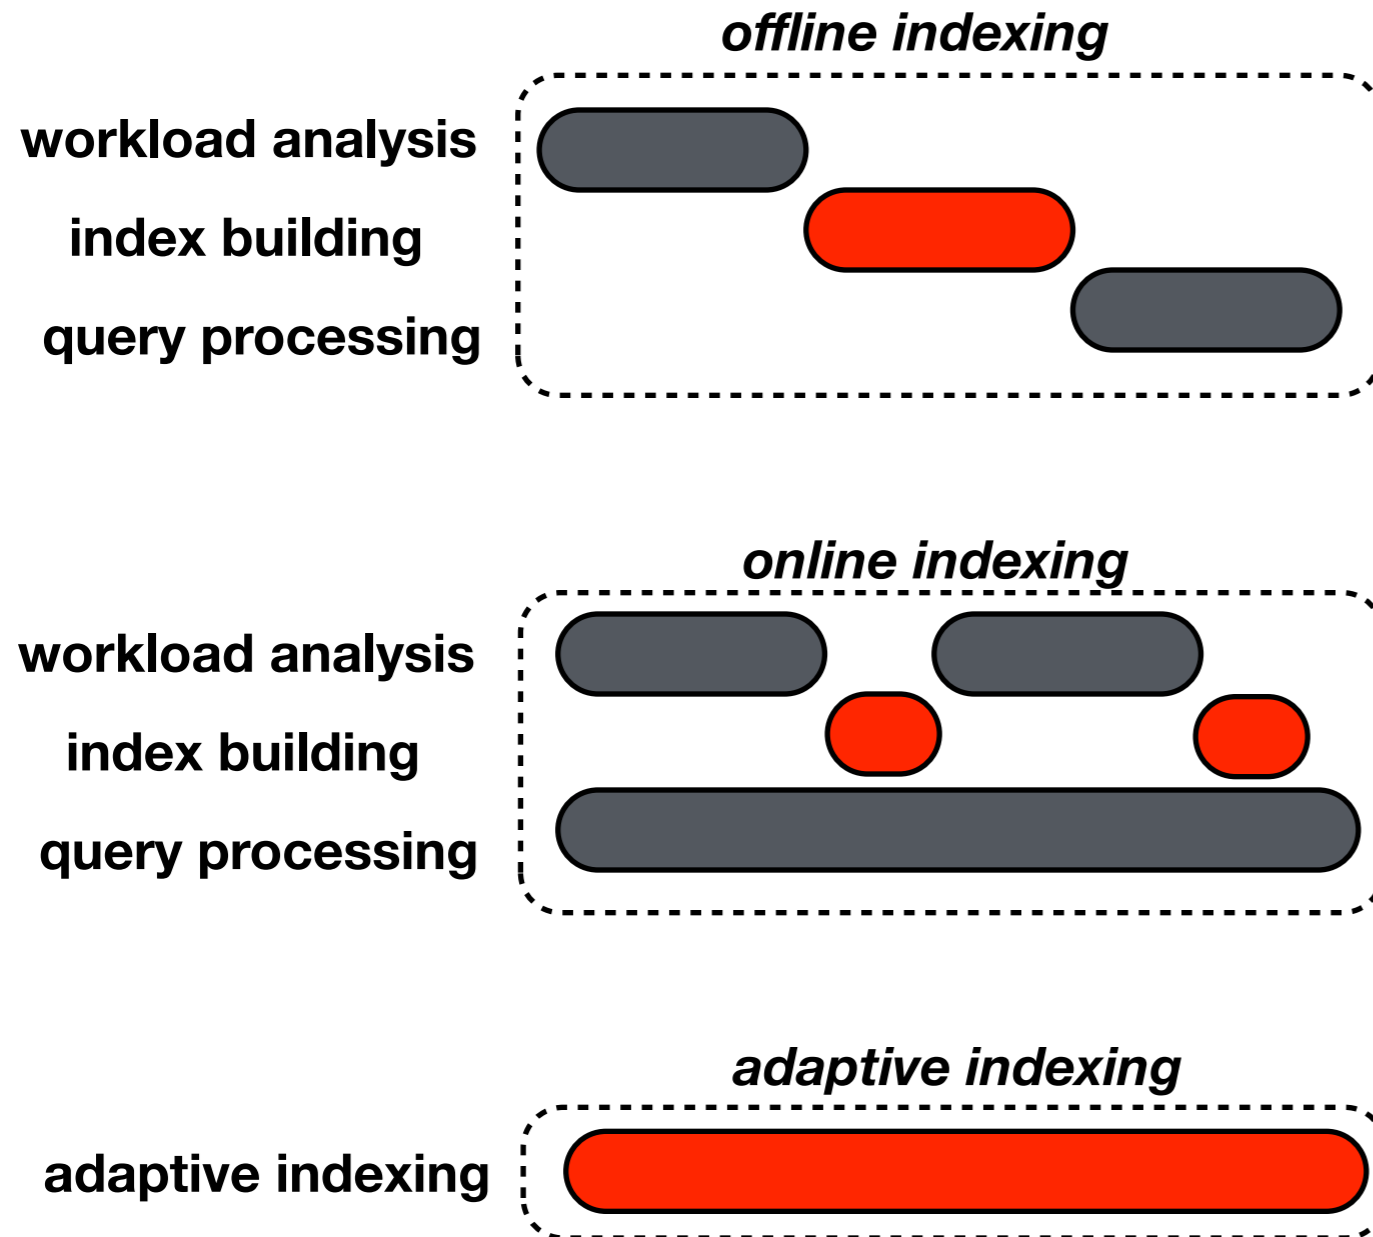 offline indexing
workload analysis
index building
query processing
online indexing
workload analysis
index building
query processing
adaptive indexing
adaptive indexing